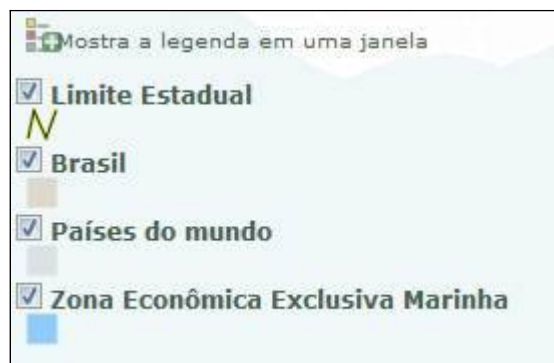 Mostra a legenda em uma janela
Limite Estadual
Brasil
Países do mundo
Zona Econômica Exclusiva Marinha